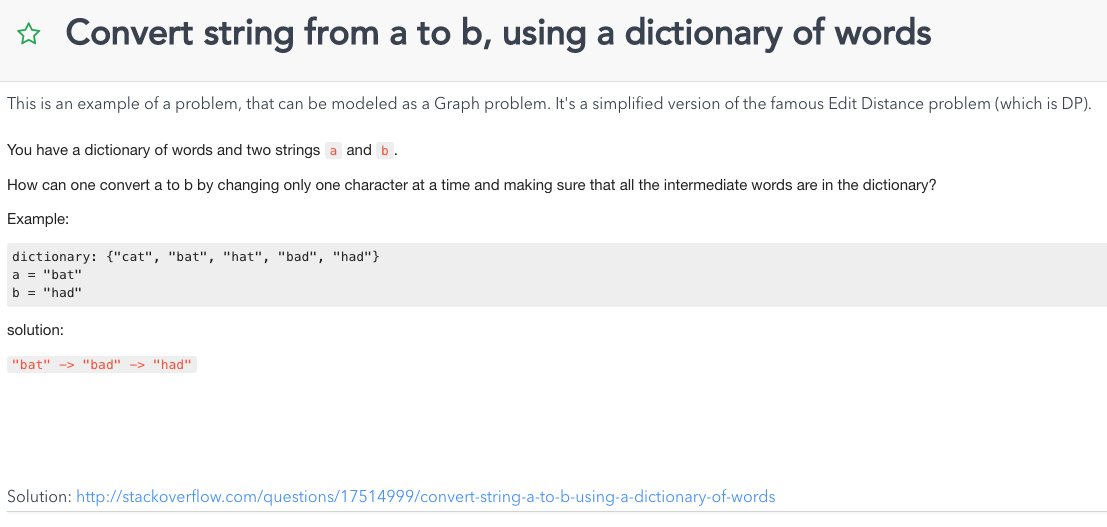 Convert string from a to b, using a dictionary of words
This is an example of a problem, that can be modeled as a Graph problem. It's a simplified version of the famous Edit Distance problem (which is DP).
You have a dictionary of words and two strings a and b.
How can one convert a to b by changing only one character at a time and making sure that all the intermediate words are in the dictionary?
Example:
dictionary: {"cat", "bat", "hat", "bad", "had"}
a = "bat"
b = "had"
solution:
"bat" -> "bad" -> "had"
Solution: http://stackoverflow.com/questions/17514999/convert-string-a-to-b-using-a-dictionary-of-words